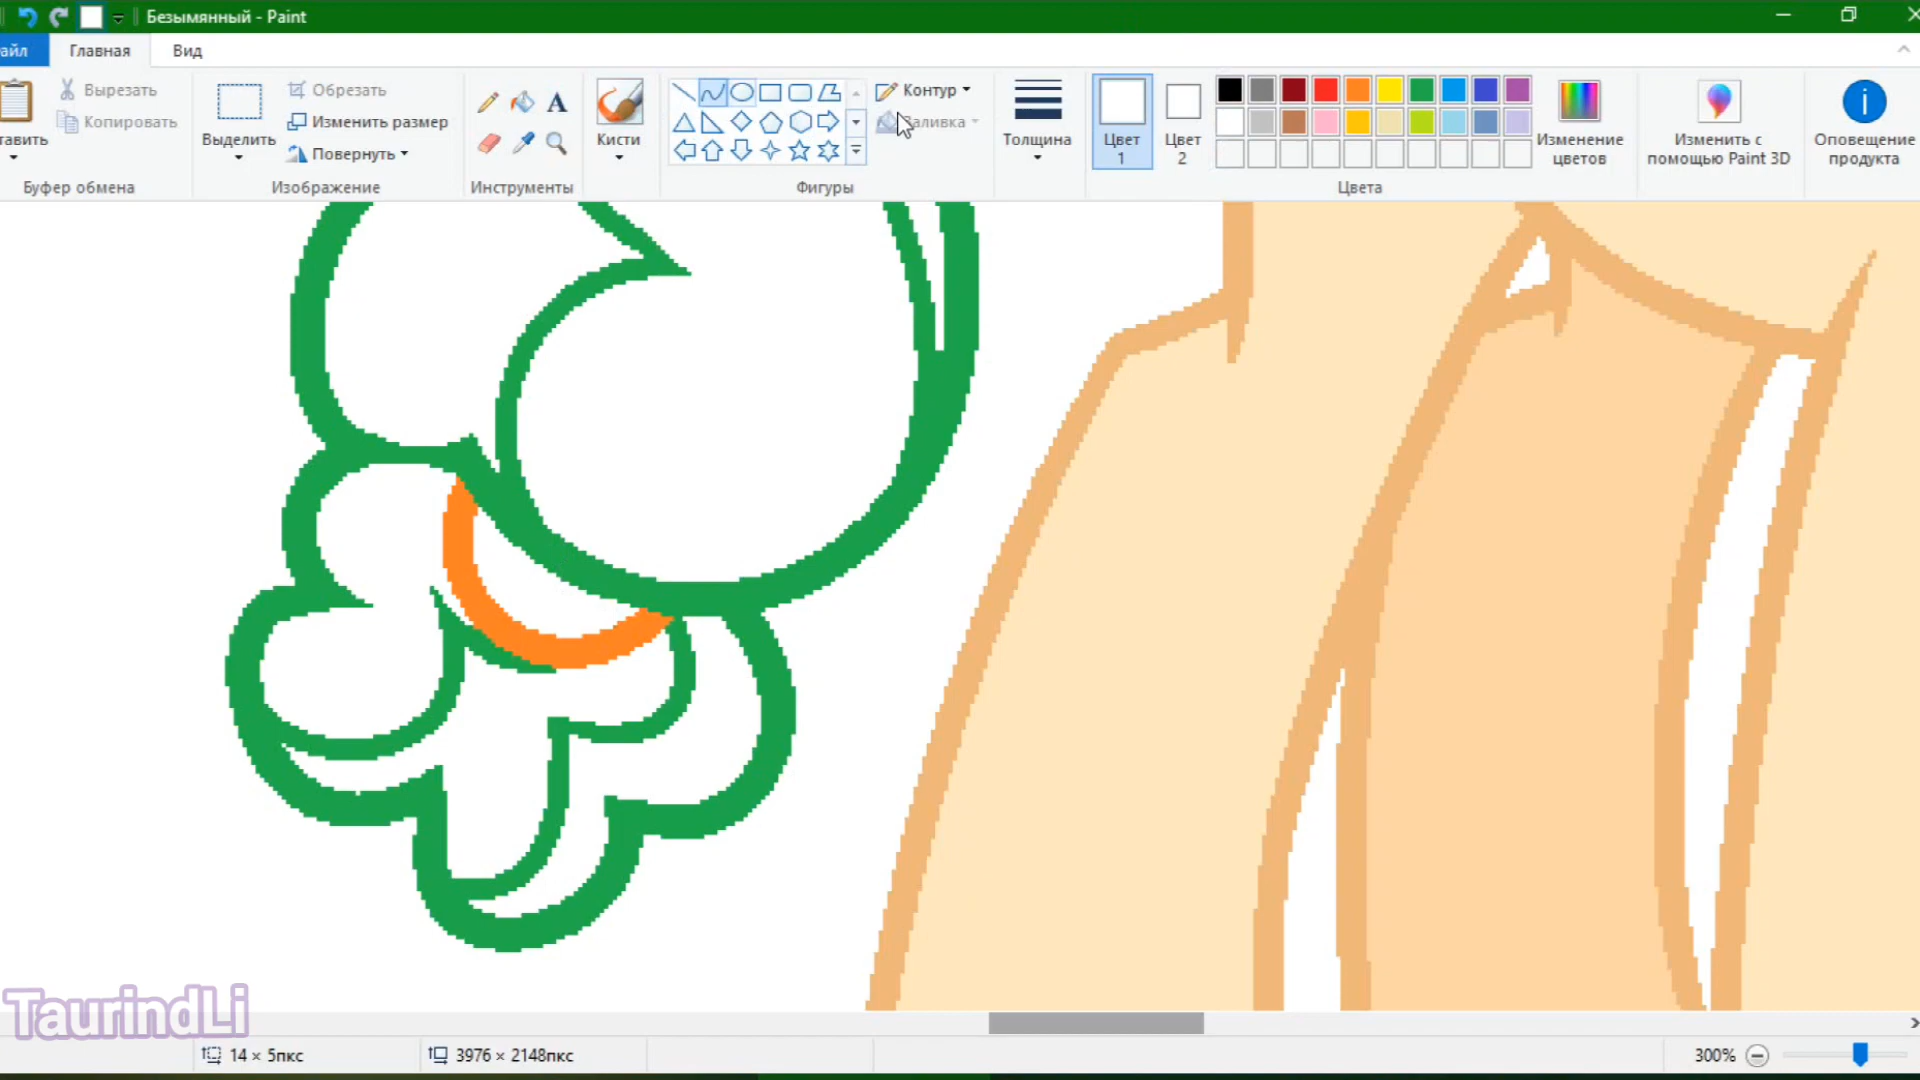 Безымянный - Paint
айл
Главная
Вид
тавить
Вырезать
Копировать
Буфер обмена
Выделить
Обрезать
Изменить размер
Повернуть
Изображение
A
Инструменты
Кисти
Контур
Заливка
Фигуры
Толщина
Цвет
1
Цвет
2
Цвета
Изменение
цветов
Изменить с
помощью Paint 3D
i
Оповещение
продукта
TaurindLi
14 × 5пкс
3976 × 2148пкс
300%